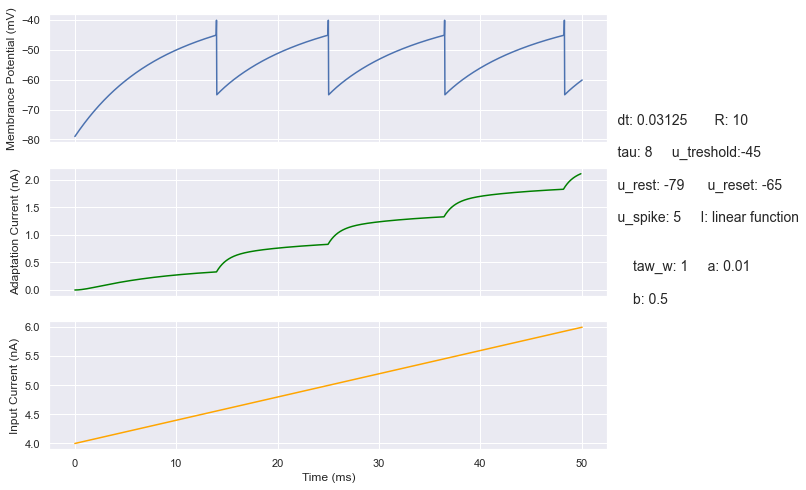 Membrance Potential (mV)
−40
−50
−60
−70
−80
Adaptation Current (nA)
2.0
1.5
1.0
0.5
0.0
Input Current (nA)
6.0
5.5
5.0
4.5
4.0
0 10 20 30 40 50
Time (ms)
dt: 0.03125 R: 10
tau: 8 u_treshold:-45
u_rest: -79 u_reset: -65
u_spike: 5 I: linear function
taw_w: 1 a: 0.01
b: 0.5